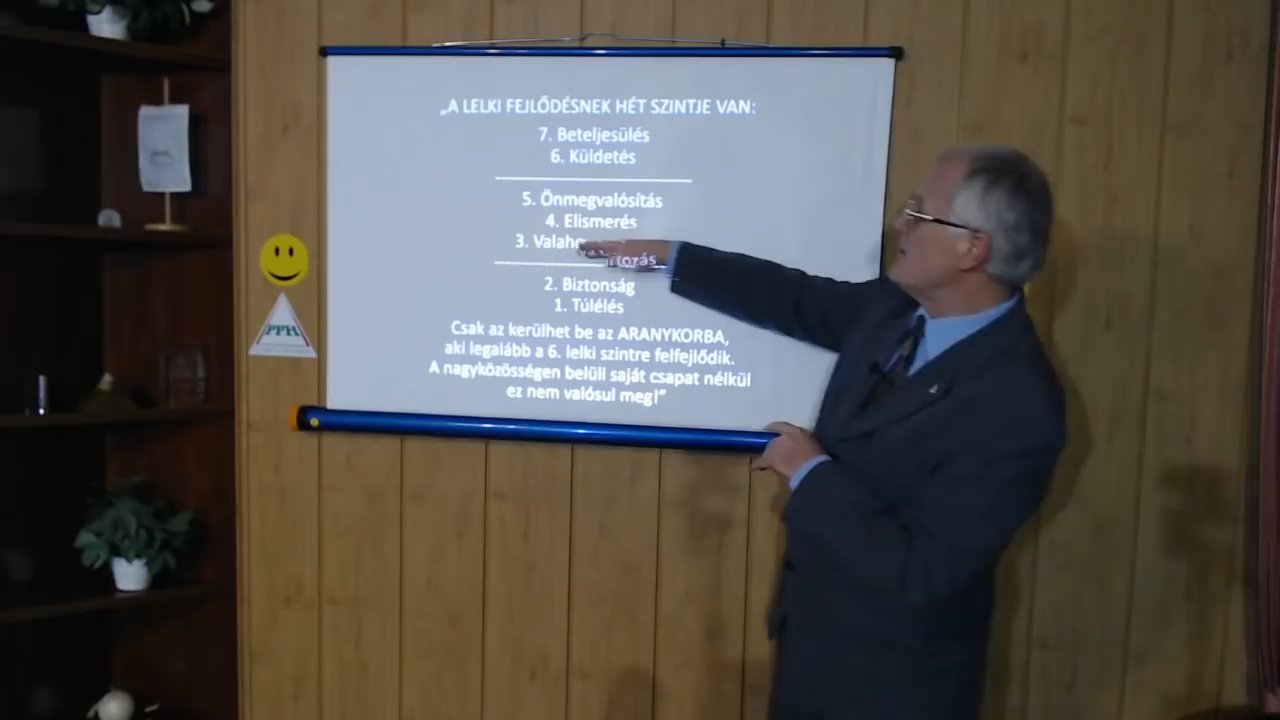 „A LELKI FEJLŐDÉSNEK HÉT SZINTJE VAN:
7. Beteljesülés
6. Küldetés
5. Önmegvalósítás
4. Elismerés
3.
2. Biztonság
1. Túlélés
Csak az kerülhet be az ARANYKORBA,
aki legalább a 6. lelki szintre felfejlődik.
A nagyközösségen belüli saját csapat nélkül
ez nem valósul meg!”
PPH